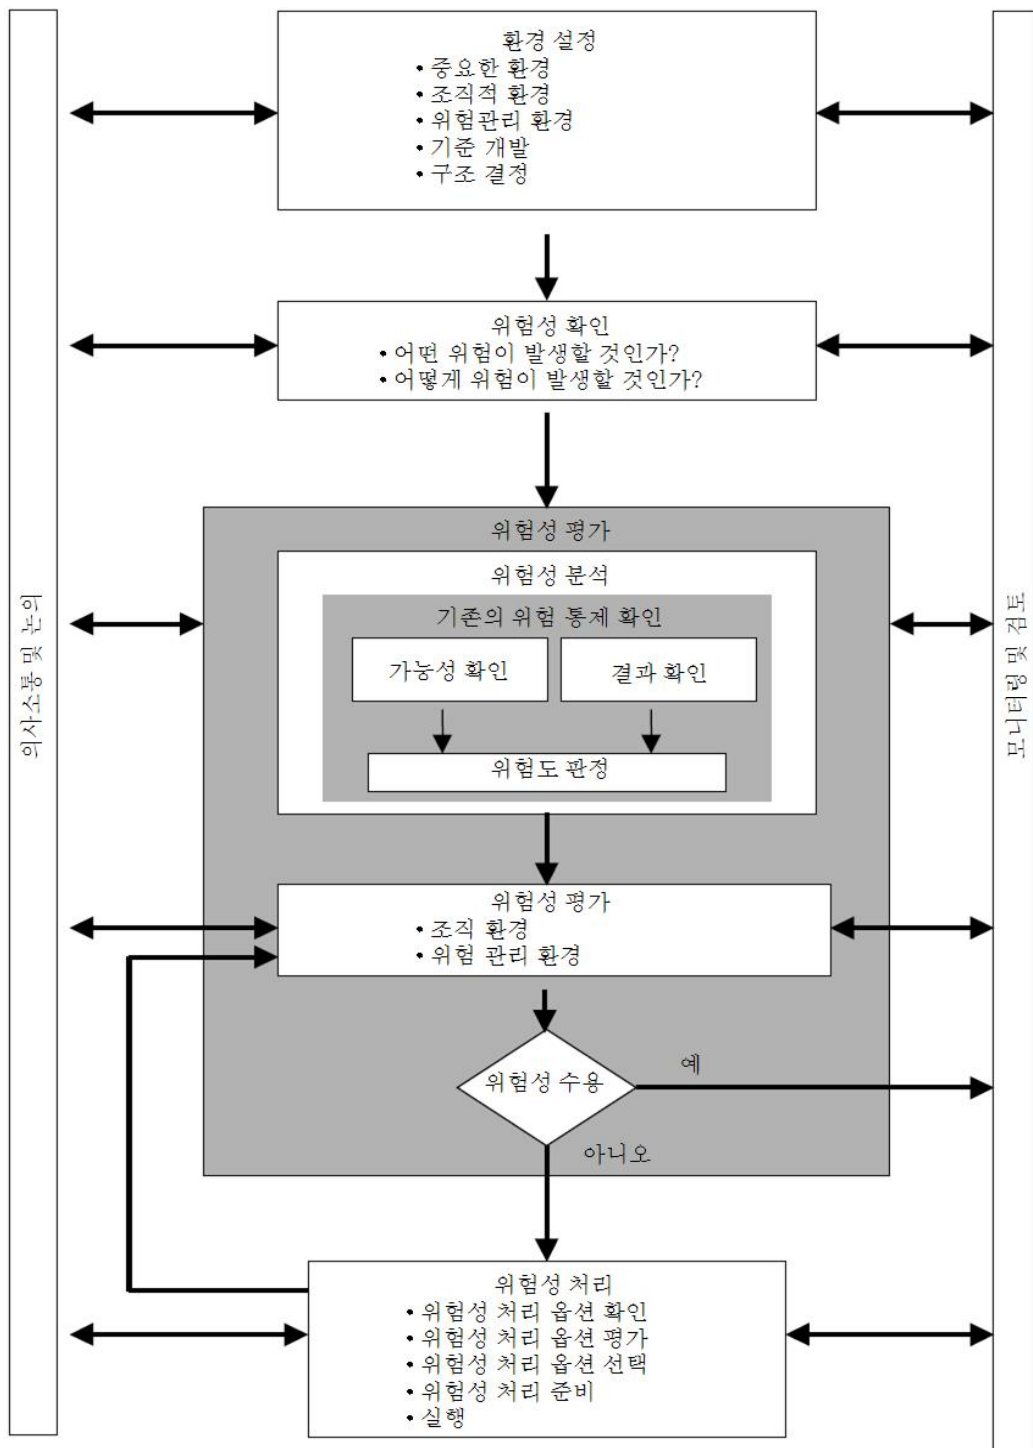 환경 설정
• 중요한 환경
• 조직적 환경
• 위험관리 환경
• 기준 개발
• 구조 결정
위험성 확인
• 어떤 위험이 발생할 것인가?
• 어떻게 위험이 발생할 것인가?
의사소통 및 논의
모니터링 및 검토
위험성 평가
위험성 분석
기존의 위험 통제 확인
가능성 확인
결과 확인
위험도 판정
위험성 평가
• 조직 환경
• 위험 관리 환경
위험성 수용
예
아니오
위험성 처리
• 위험성 처리 옵션 확인
• 위험성 처리 옵션 평가
• 위험성 처리 옵션 선택
• 위험성 처리 준비
• 실행